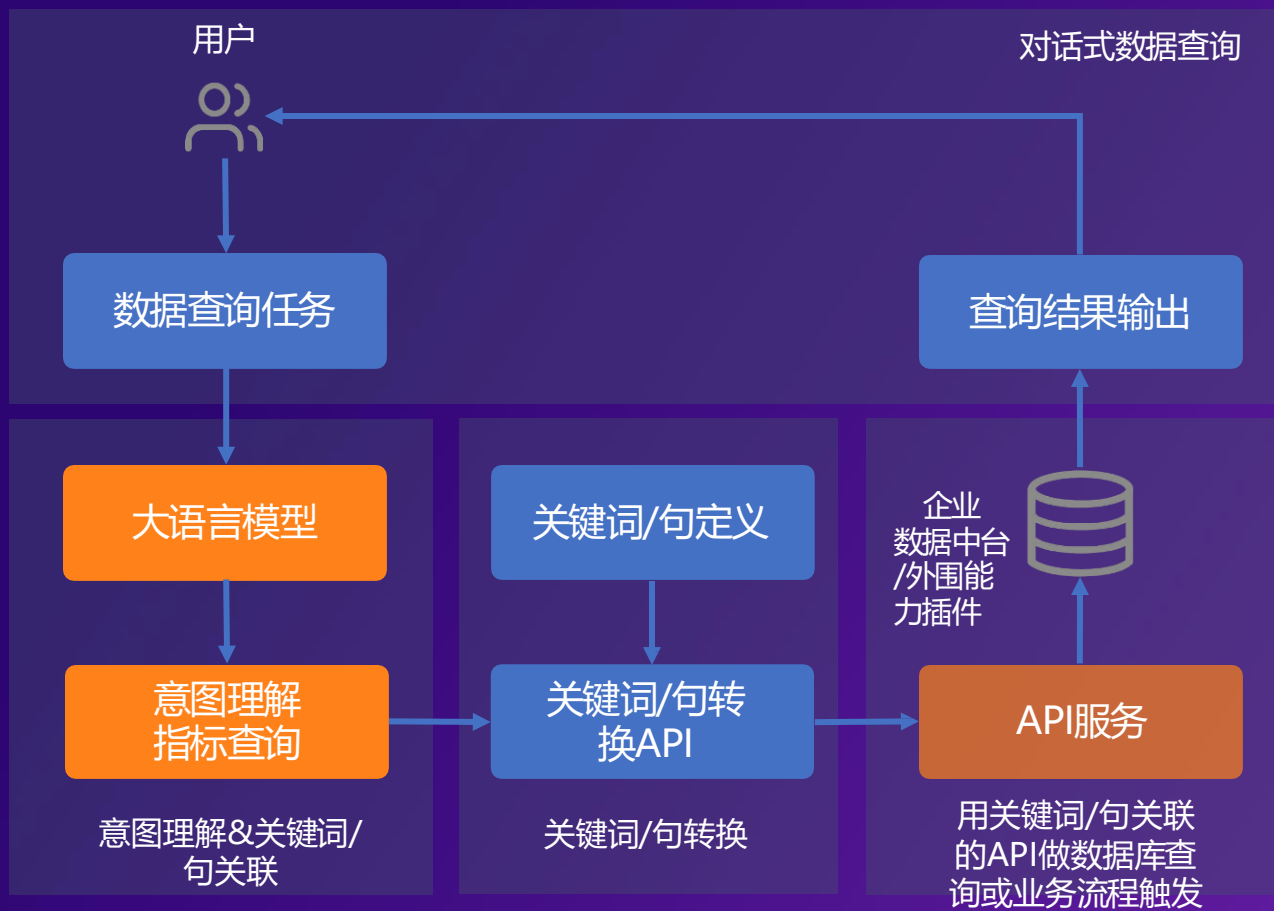 用户
对话式数据查询
数据查询任务
查询结果输出
大语言模型
关键词/句定义
企业
数据中台
/外围能
力插件
意图理解
指标查询
关键词/句转
换API
API服务
意图理解&关键词/
句关联
关键词/句转换
用关键词/句关联
的API做数据库查
询或业务流程触发